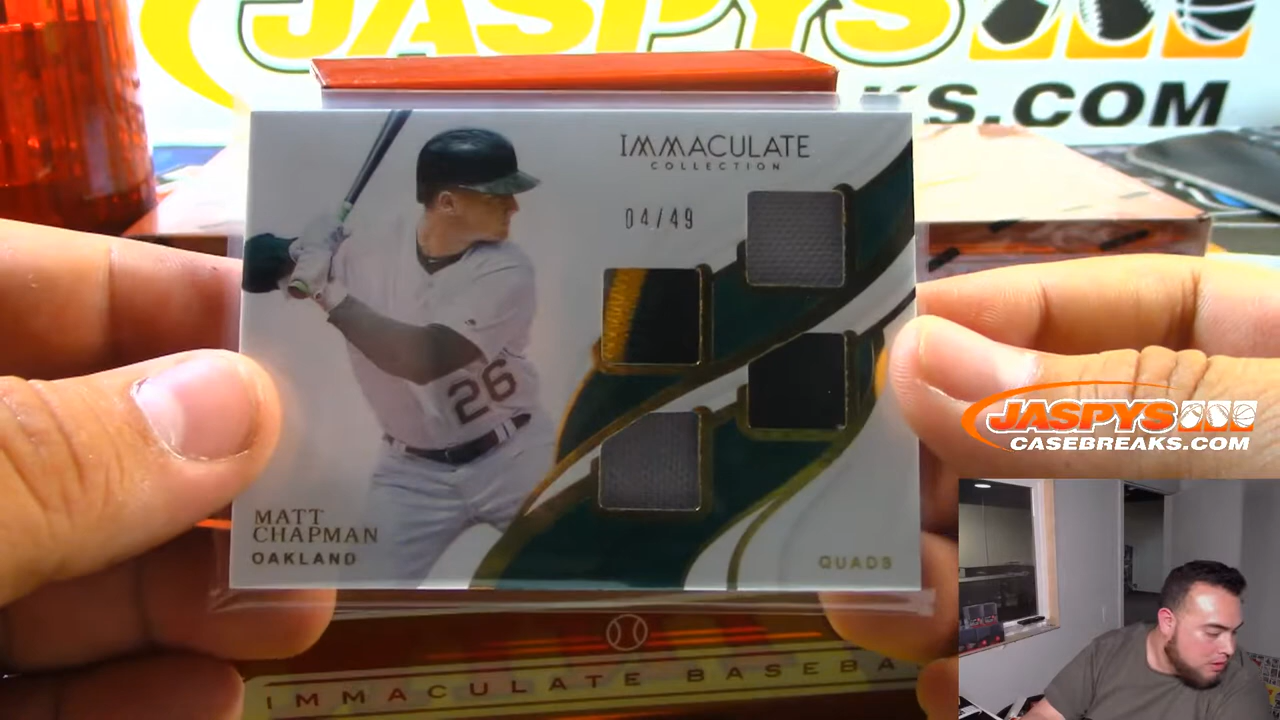 JASPYS
KS.COM
IMMACULATE
COLLECTION
04/49
26
MATT
CHAPMAN
OAKLAND
QUADS
JASPYS
CASEBREAKS.COM
IMMACULATE BASEBA